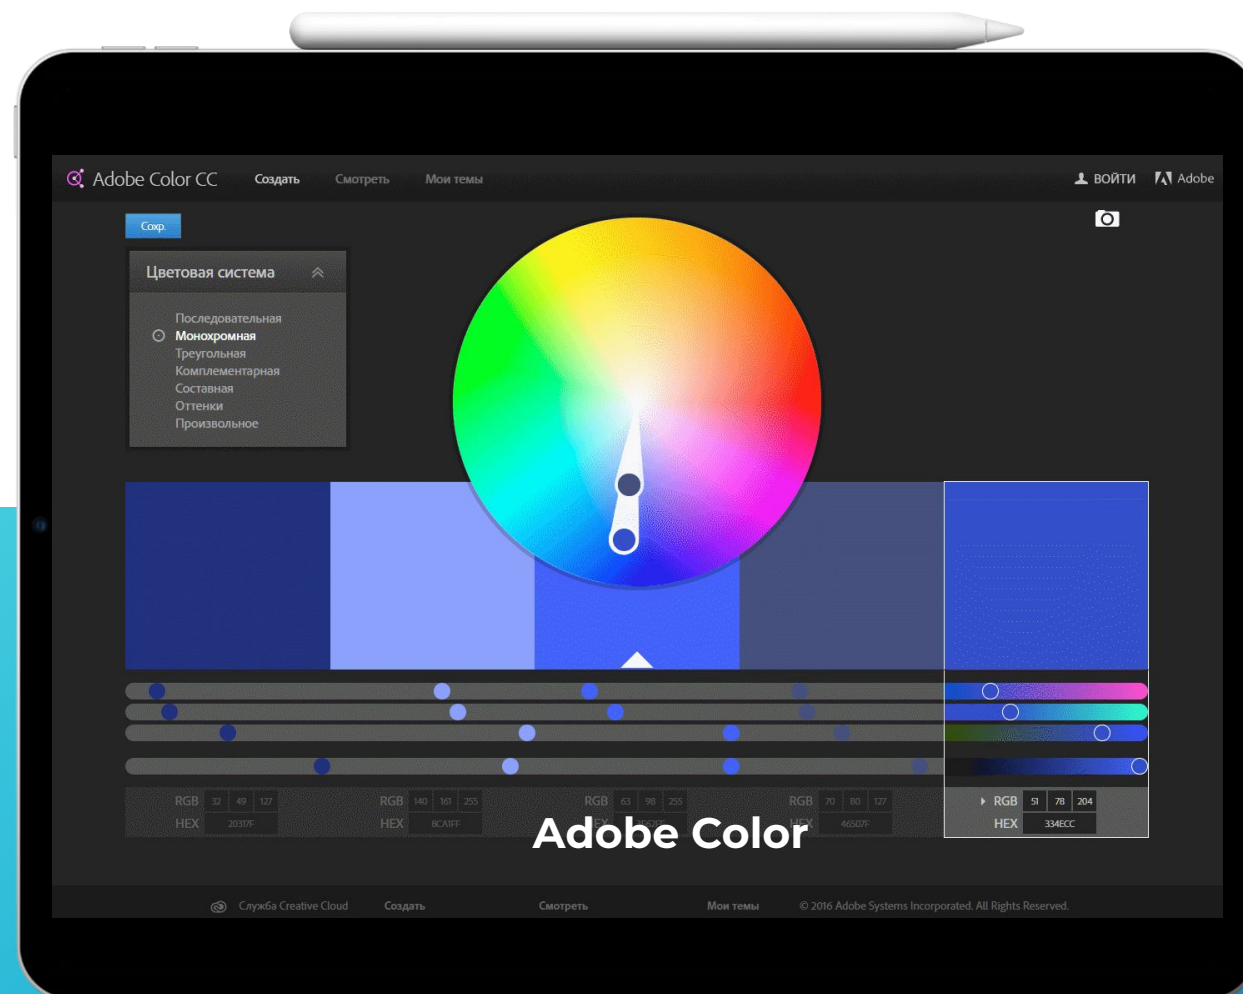 Adobe Color CC Создать Смотреть Мои темы ВОЙТИ Adobe
Сохр.
Цветовая система
Последовательная
Монохромная
Треугольная
Комплементарная
Составная
Оттенки
Произвольное
RGB 32 49 127 RGB 140 161 255 RGB 63 98 255 RGB 70 80 127 RGB 51 78 204
HEX 20317F HEX 8CA1FF HEX 46507F HEX 334ECC
Adobe Color
Служба Creative Cloud Создать Смотреть Мои темы © 2016 Adobe Systems Incorporated. All Rights Reserved.